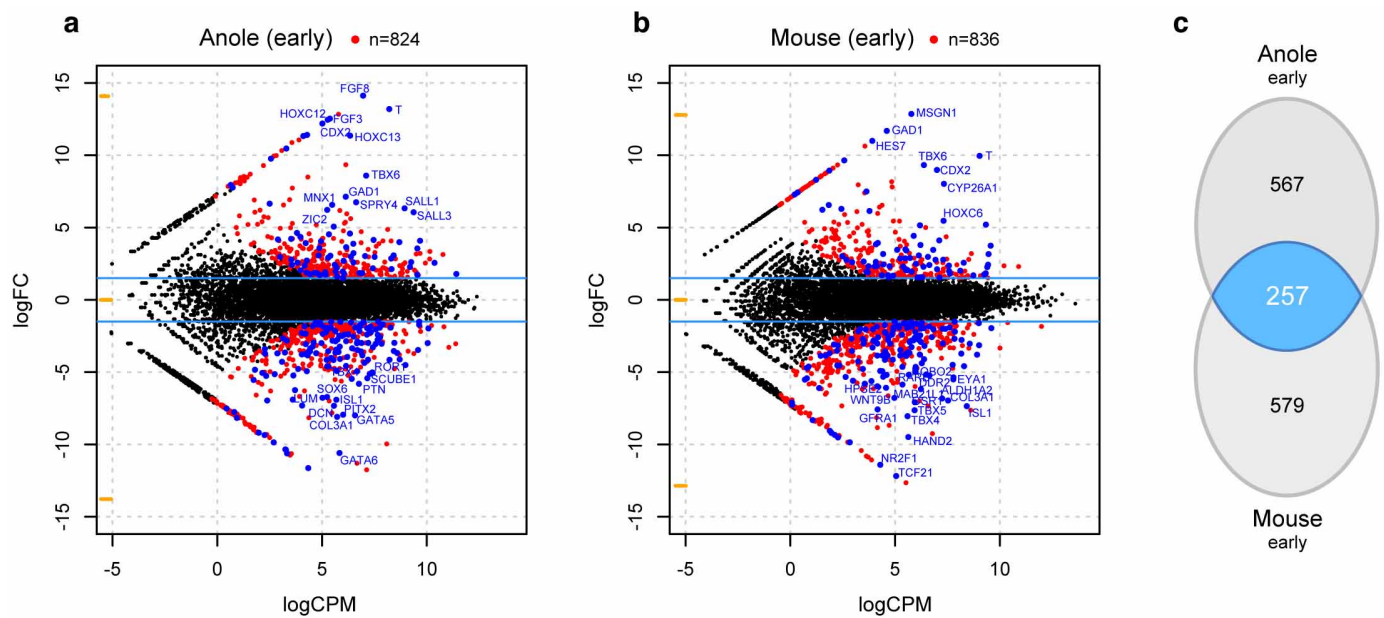 a
Anole (early) n=824
15
10
5
0
-5
-10
-15
logFC
-5 0 5 10
logCPM
FGF8
T
HOXC12
FGF3
CDX2
HOXC13
TBX6
GAD1
MNX1
SPRY4
SALL1
SALL3
ZIC2
ROR1
SCUBE1
PTN
SOX6
LUM
ISL1
DCN
PITX2
COL3A1
GATA5
GATA6
b
Mouse (early) n=836
15
10
5
0
-5
-10
-15
logFC
-5 0 5 10
logCPM
MSGN1
GAD1
HES7
TBX6
T
CDX2
CYP26A1
HOXC6
EYA1
DDR2
ALDH1A2
WNT9B
COL3A1
TBX5
ISL1
GFRA1
TBX4
HAND2
NR2F1
TCF21
c
Anole
early
567
257
579
Mouse
early